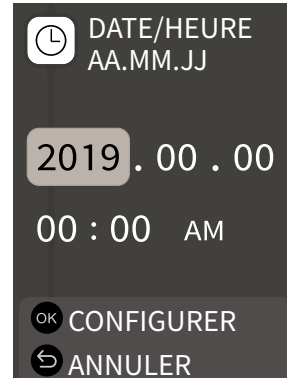 DATE/HEURE
AA.MM.JJ
2019 . 00 . 00
00 : 00 AM
OK CONFIGURER
ANNULER